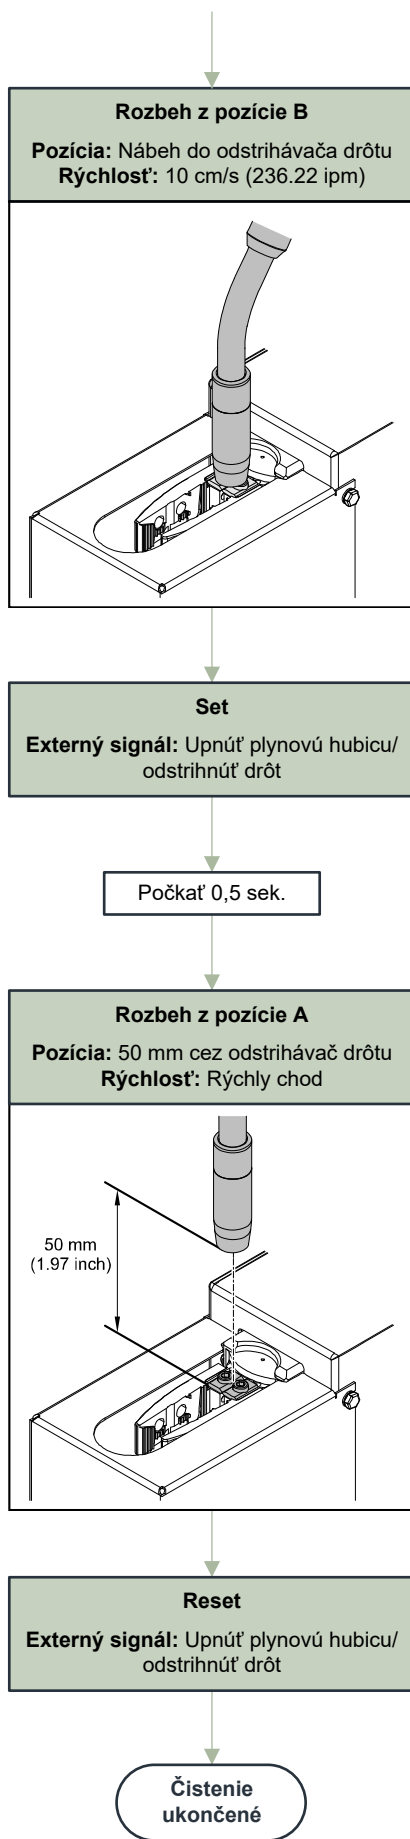 Rozbeh z pozície B
Pozícia: Nábeh do odstrihávača drôtu
Rýchlosť: 10 cm/s (236.22 ipm)
Set
Externý signál: Upnúť plynovú hubicu/
odstrihnúť drôt
Počkať 0,5 sek.
Rozbeh z pozície A
Pozícia: 50 mm cez odstrihávač drôtu
Rýchlosť: Rýchly chod
50 mm
(1.97 inch)
Reset
Externý signál: Upnúť plynovú hubicu/
odstrihnúť drôt
Čistenie
ukončené